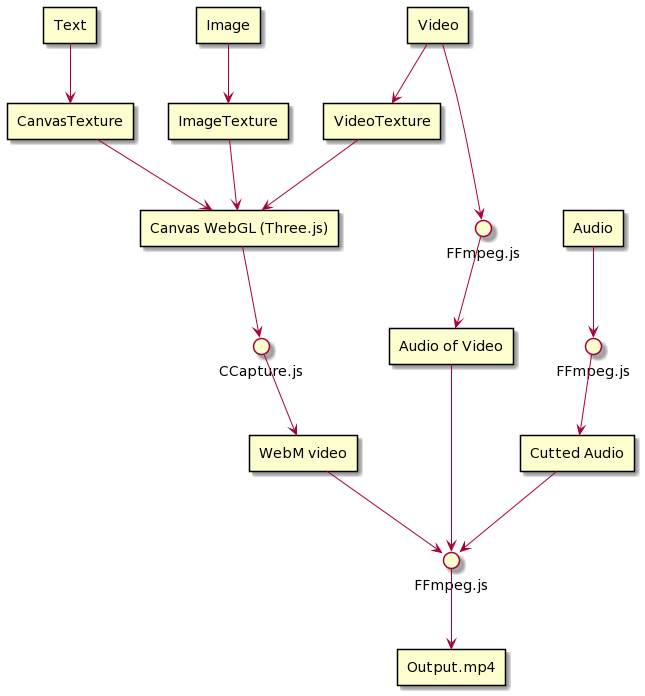 Text
Image
Video
CanvasTexture
ImageTexture
VideoTexture
Canvas WebGL (Three.js)
Audio
FFmpeg.js
Audio of Video
CCapture.js
FFmpeg.js
WebM video
Cutted Audio
FFmpeg.js
Output.mp4